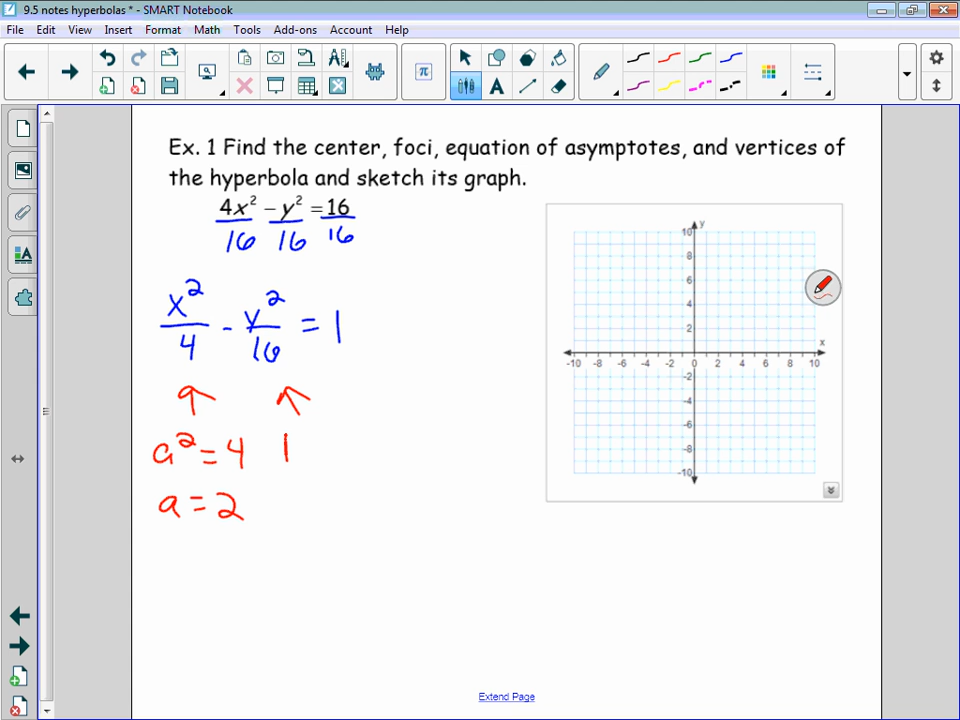 9.5 notes hyperbolas * - SMART Notebook
File Edit View Insert Format Math Tools Add-ons Account Help
π
A
Ex. 1 Find the center, foci, equation of asymptotes, and vertices of
the hyperbola and sketch its graph.
4x² − y² = 16
16 16 16
x²/4 - y²/16 = 1
a² = 4 1
a = 2
y
10
8
6
4
2
x
-10 -8 -6 -4 -2 0 2 4 6 8 10
-2
-4
-6
-8
-10
Extend Page